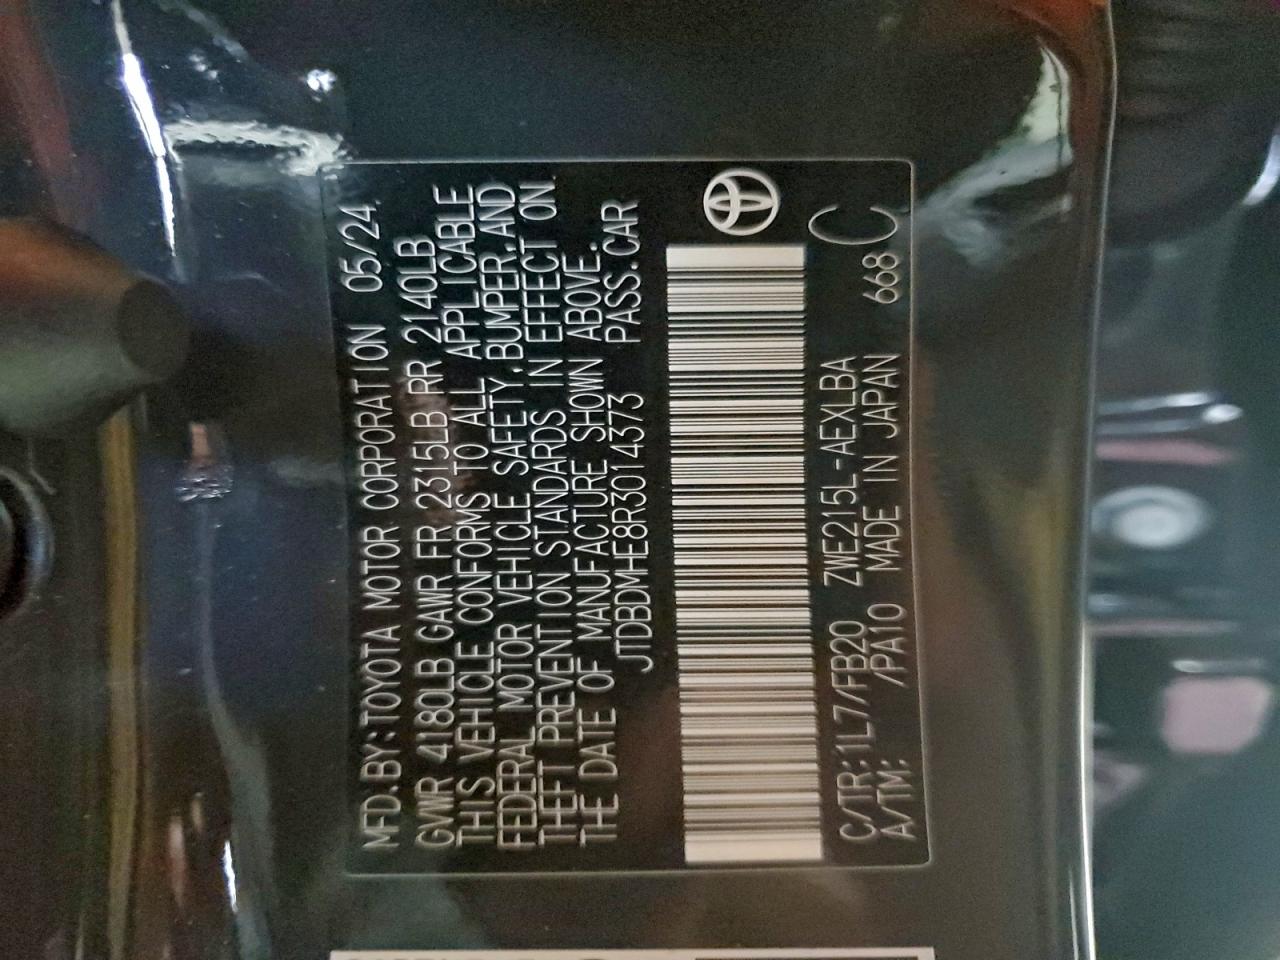 MFD.BY:TOYOTA MOTOR CORPORATION 05/24
GVWR 4180LB GAWR FR 2315LB RR 2140LB
THIS VEHICLE CONFORMS TO ALL APPLICABLE
FEDERAL MOTOR VEHICLE SAFETY,BUMPER,AND
THEFT PREVENTION STANDARDS IN EFFECT ON
THE DATE OF MANUFACTURE SHOWN ABOVE.
JTDBDMHE8R3014373 PASS.CAR
C/TR:1L7/FB20 ZWE215L-AEXLBA C
A/TM: /PA10 MADE IN JAPAN 668 C